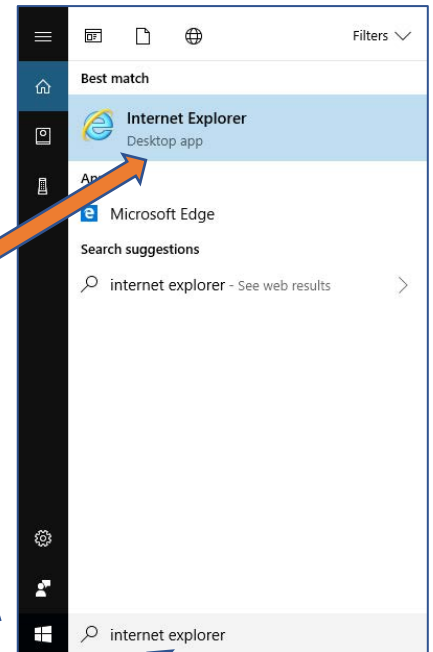 Filters
Best match
Internet Explorer
Desktop app
Microsoft Edge
Search suggestions
internet explorer - See web results
internet explorer